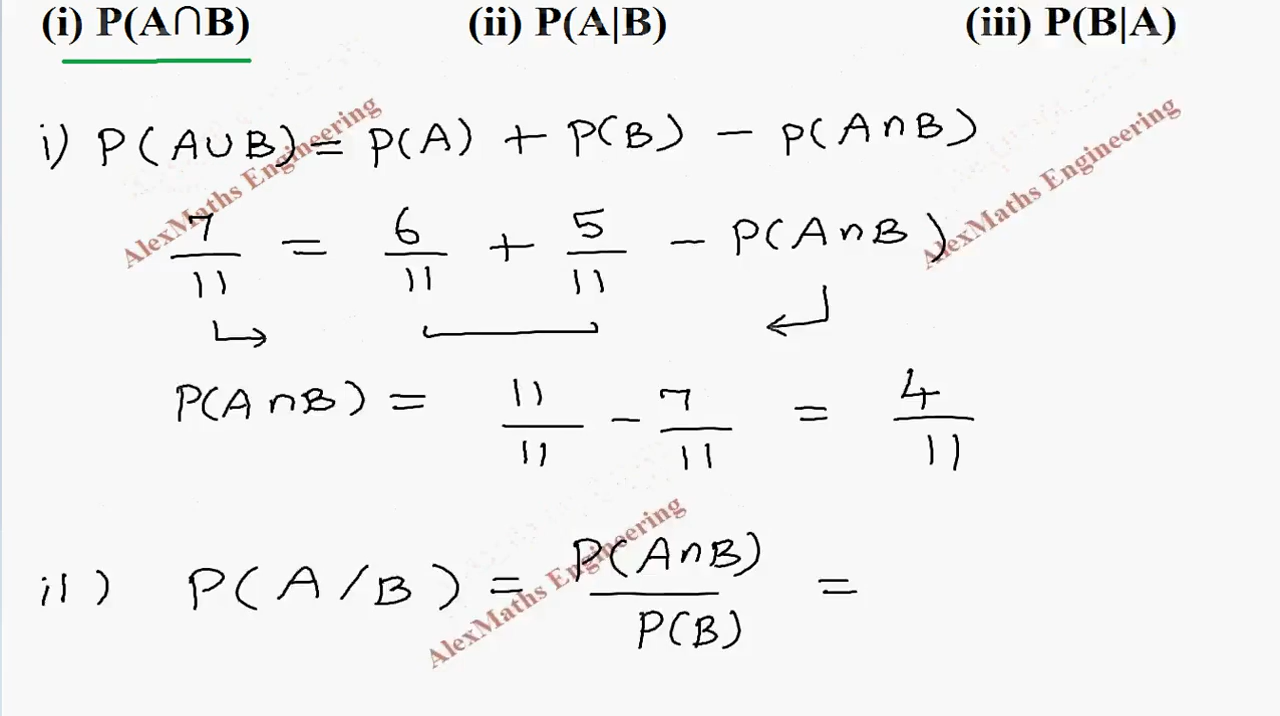 (i) P(A∩B) (ii) P(A|B) (iii) P(B|A)
i) P(A∪B) = P(A) + P(B) - P(A∩B)
7/11 = 6/11 + 5/11 - P(A∩B)
P(A∩B) = 11/11 - 7/11 = 4/11
ii) P(A/B) = P(A∩B)/P(B) =
AlexMaths Engineering
AlexMaths Engineering
AlexMaths Engineering